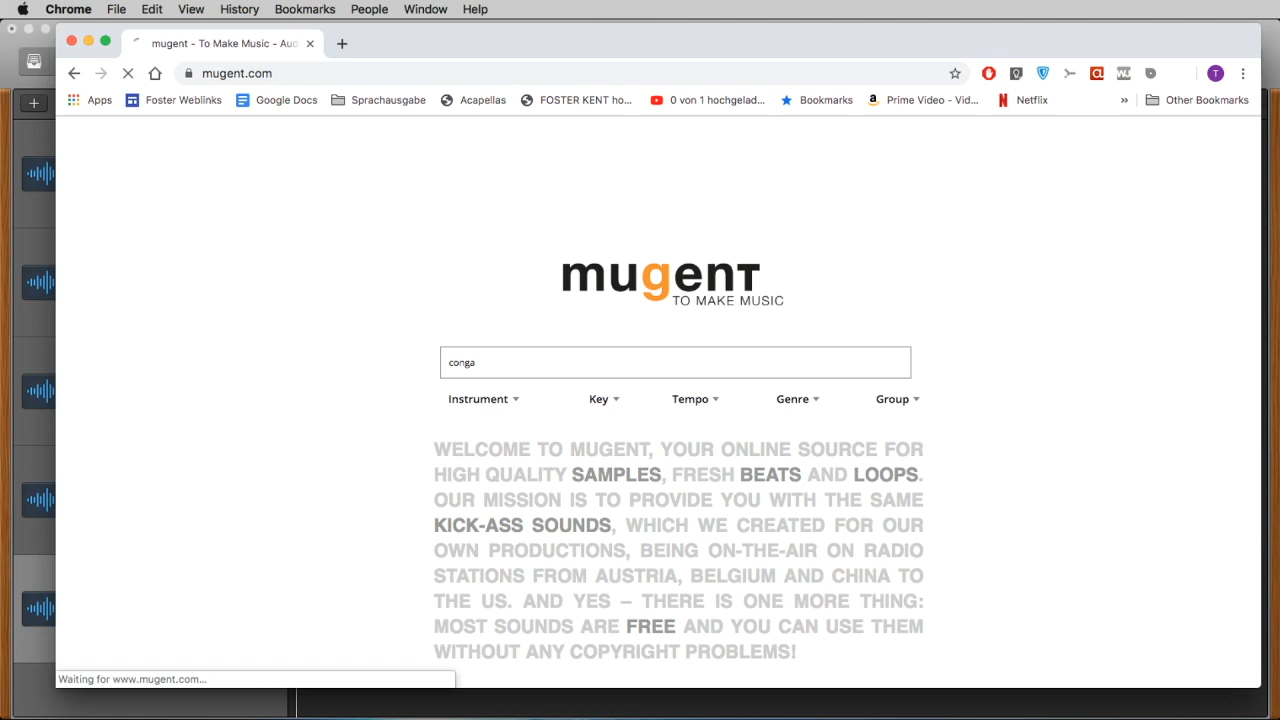 Chrome File Edit View History Bookmarks People Window Help
mugent - To Make Music - Aud
mugent.com
T
Apps Foster Weblinks Google Docs Sprachausgabe Acapellas FOSTER KENT ho... 0 von 1 hochgelad... Bookmarks Prime Video - Vid... Netflix » Other Bookmarks
mugent
TO MAKE MUSIC
conga
Instrument Key Tempo Genre Group
WELCOME TO MUGENT, YOUR ONLINE SOURCE FOR
HIGH QUALITY SAMPLES, FRESH BEATS AND LOOPS.
OUR MISSION IS TO PROVIDE YOU WITH THE SAME
KICK-ASS SOUNDS, WHICH WE CREATED FOR OUR
OWN PRODUCTIONS, BEING ON-THE-AIR ON RADIO
STATIONS FROM AUSTRIA, BELGIUM AND CHINA TO
THE US. AND YES – THERE IS ONE MORE THING:
MOST SOUNDS ARE FREE AND YOU CAN USE THEM
WITHOUT ANY COPYRIGHT PROBLEMS!
Waiting for www.mugent.com...